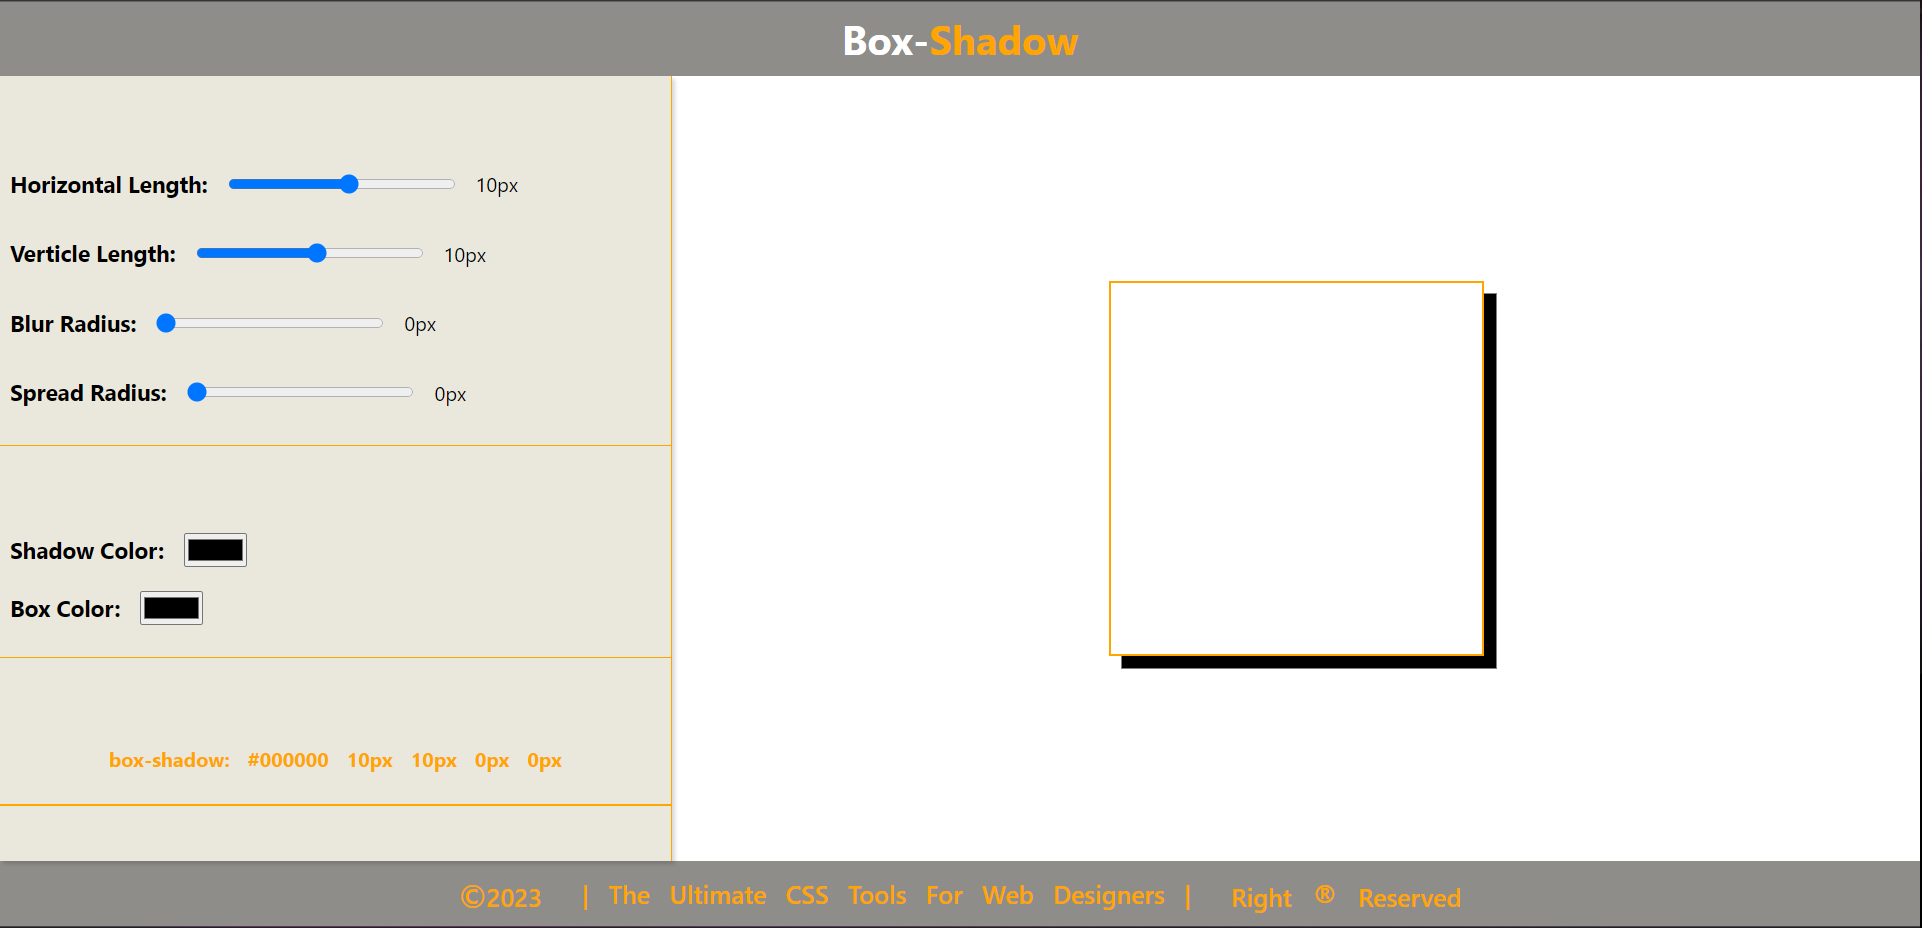 Box-Shadow
Horizontal Length: 10px
Verticle Length: 10px
Blur Radius: 0px
Spread Radius: 0px
Shadow Color:
Box Color:
box-shadow: #000000 10px 10px 0px 0px
©2023 | The Ultimate CSS Tools For Web Designers | Right ® Reserved